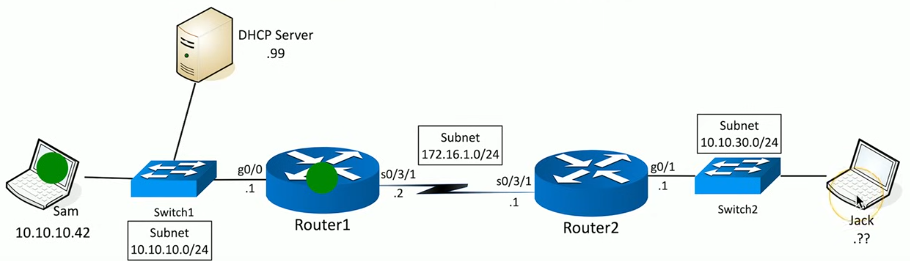 DHCP Server
.99
Sam
10.10.10.42
Switch1
Subnet
10.10.10.0/24
g0/0
.1
Router1
s0/3/1
.2
Subnet
172.16.1.0/24
s0/3/1
.1
Router2
g0/1
.1
Subnet
10.10.30.0/24
Switch2
Jack
.??